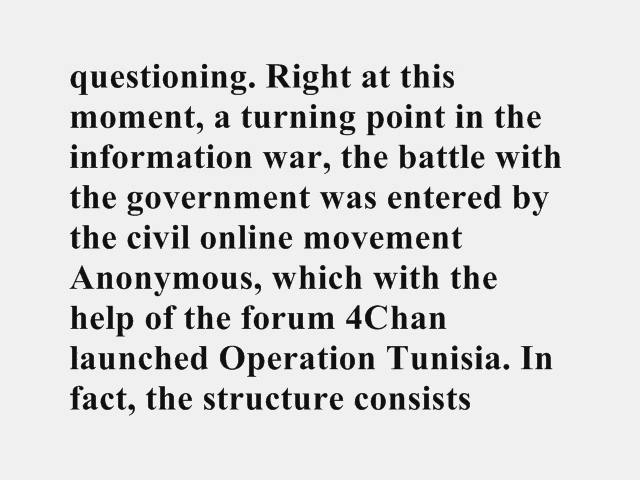 questioning. Right at this
moment, a turning point in the
information war, the battle with
the government was entered by
the civil online movement
Anonymous, which with the
help of the forum 4Chan
launched Operation Tunisia. In
fact, the structure consists